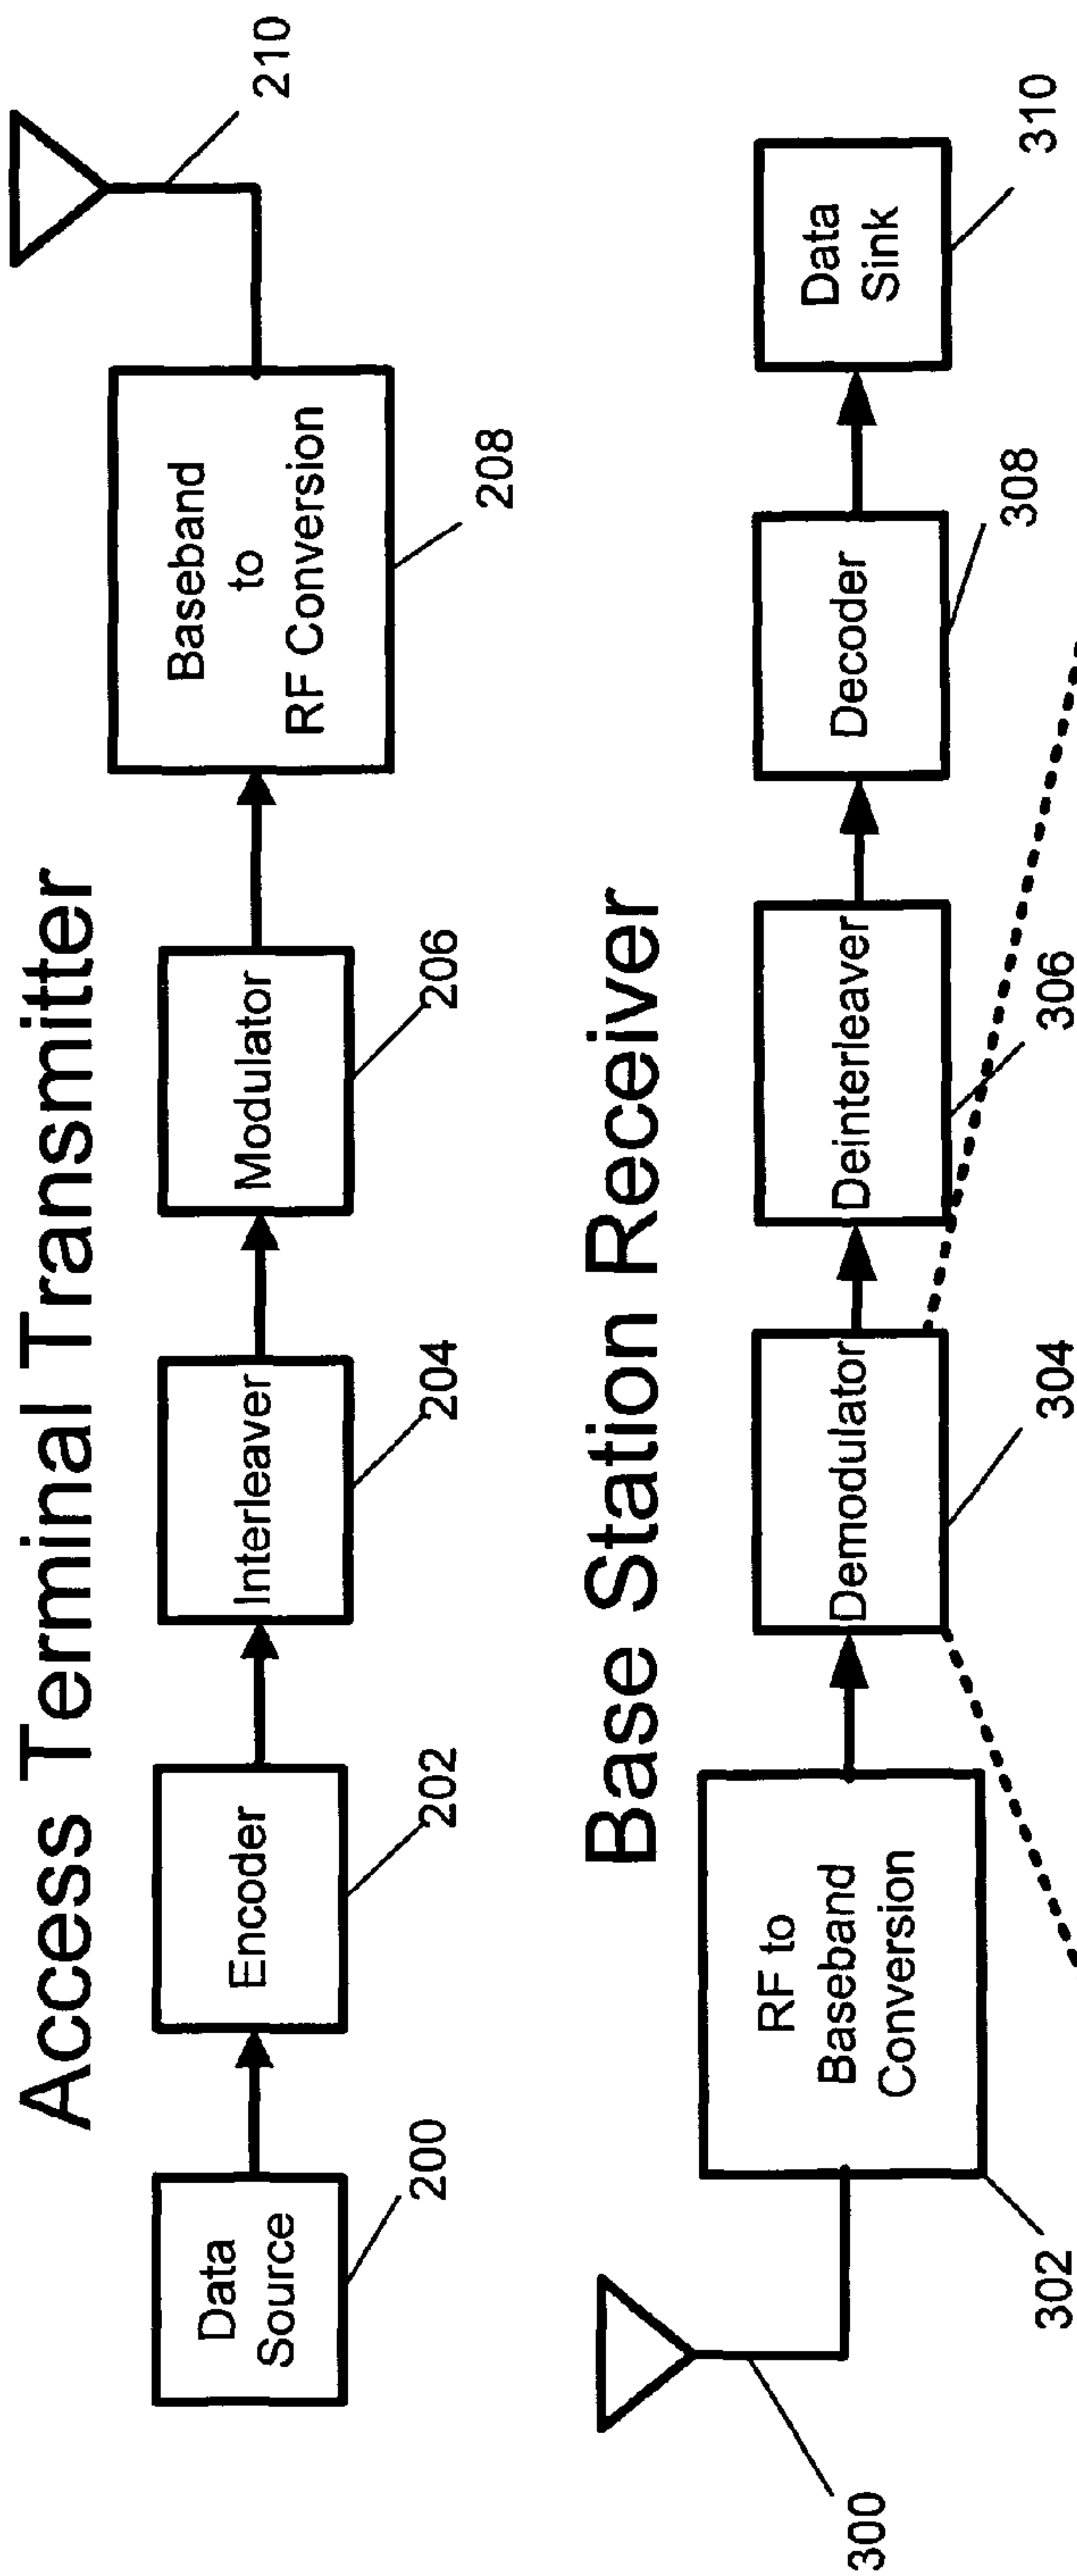 Access Terminal Transmitter
Data
Source
200
Encoder
202
Interleaver
204
Modulator
206
Baseband
to
RF Conversion
208
210
Base Station Receiver
300
RF to
Baseband
Conversion
302
Demodulator
304
Deinterleaver
306
Decoder
308
Data
Sink
310